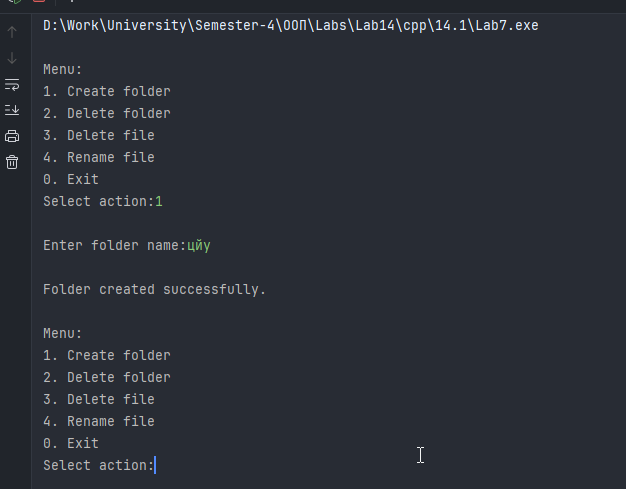 D:\Work\University\Semester-4\ООП\Labs\Lab14\cpp\14.1\Lab7.exe
Menu:
1. Create folder
2. Delete folder
3. Delete file
4. Rename file
0. Exit
Select action:1
Enter folder name:цйу
Folder created successfully.
Menu:
1. Create folder
2. Delete folder
3. Delete file
4. Rename file
0. Exit
Select action: